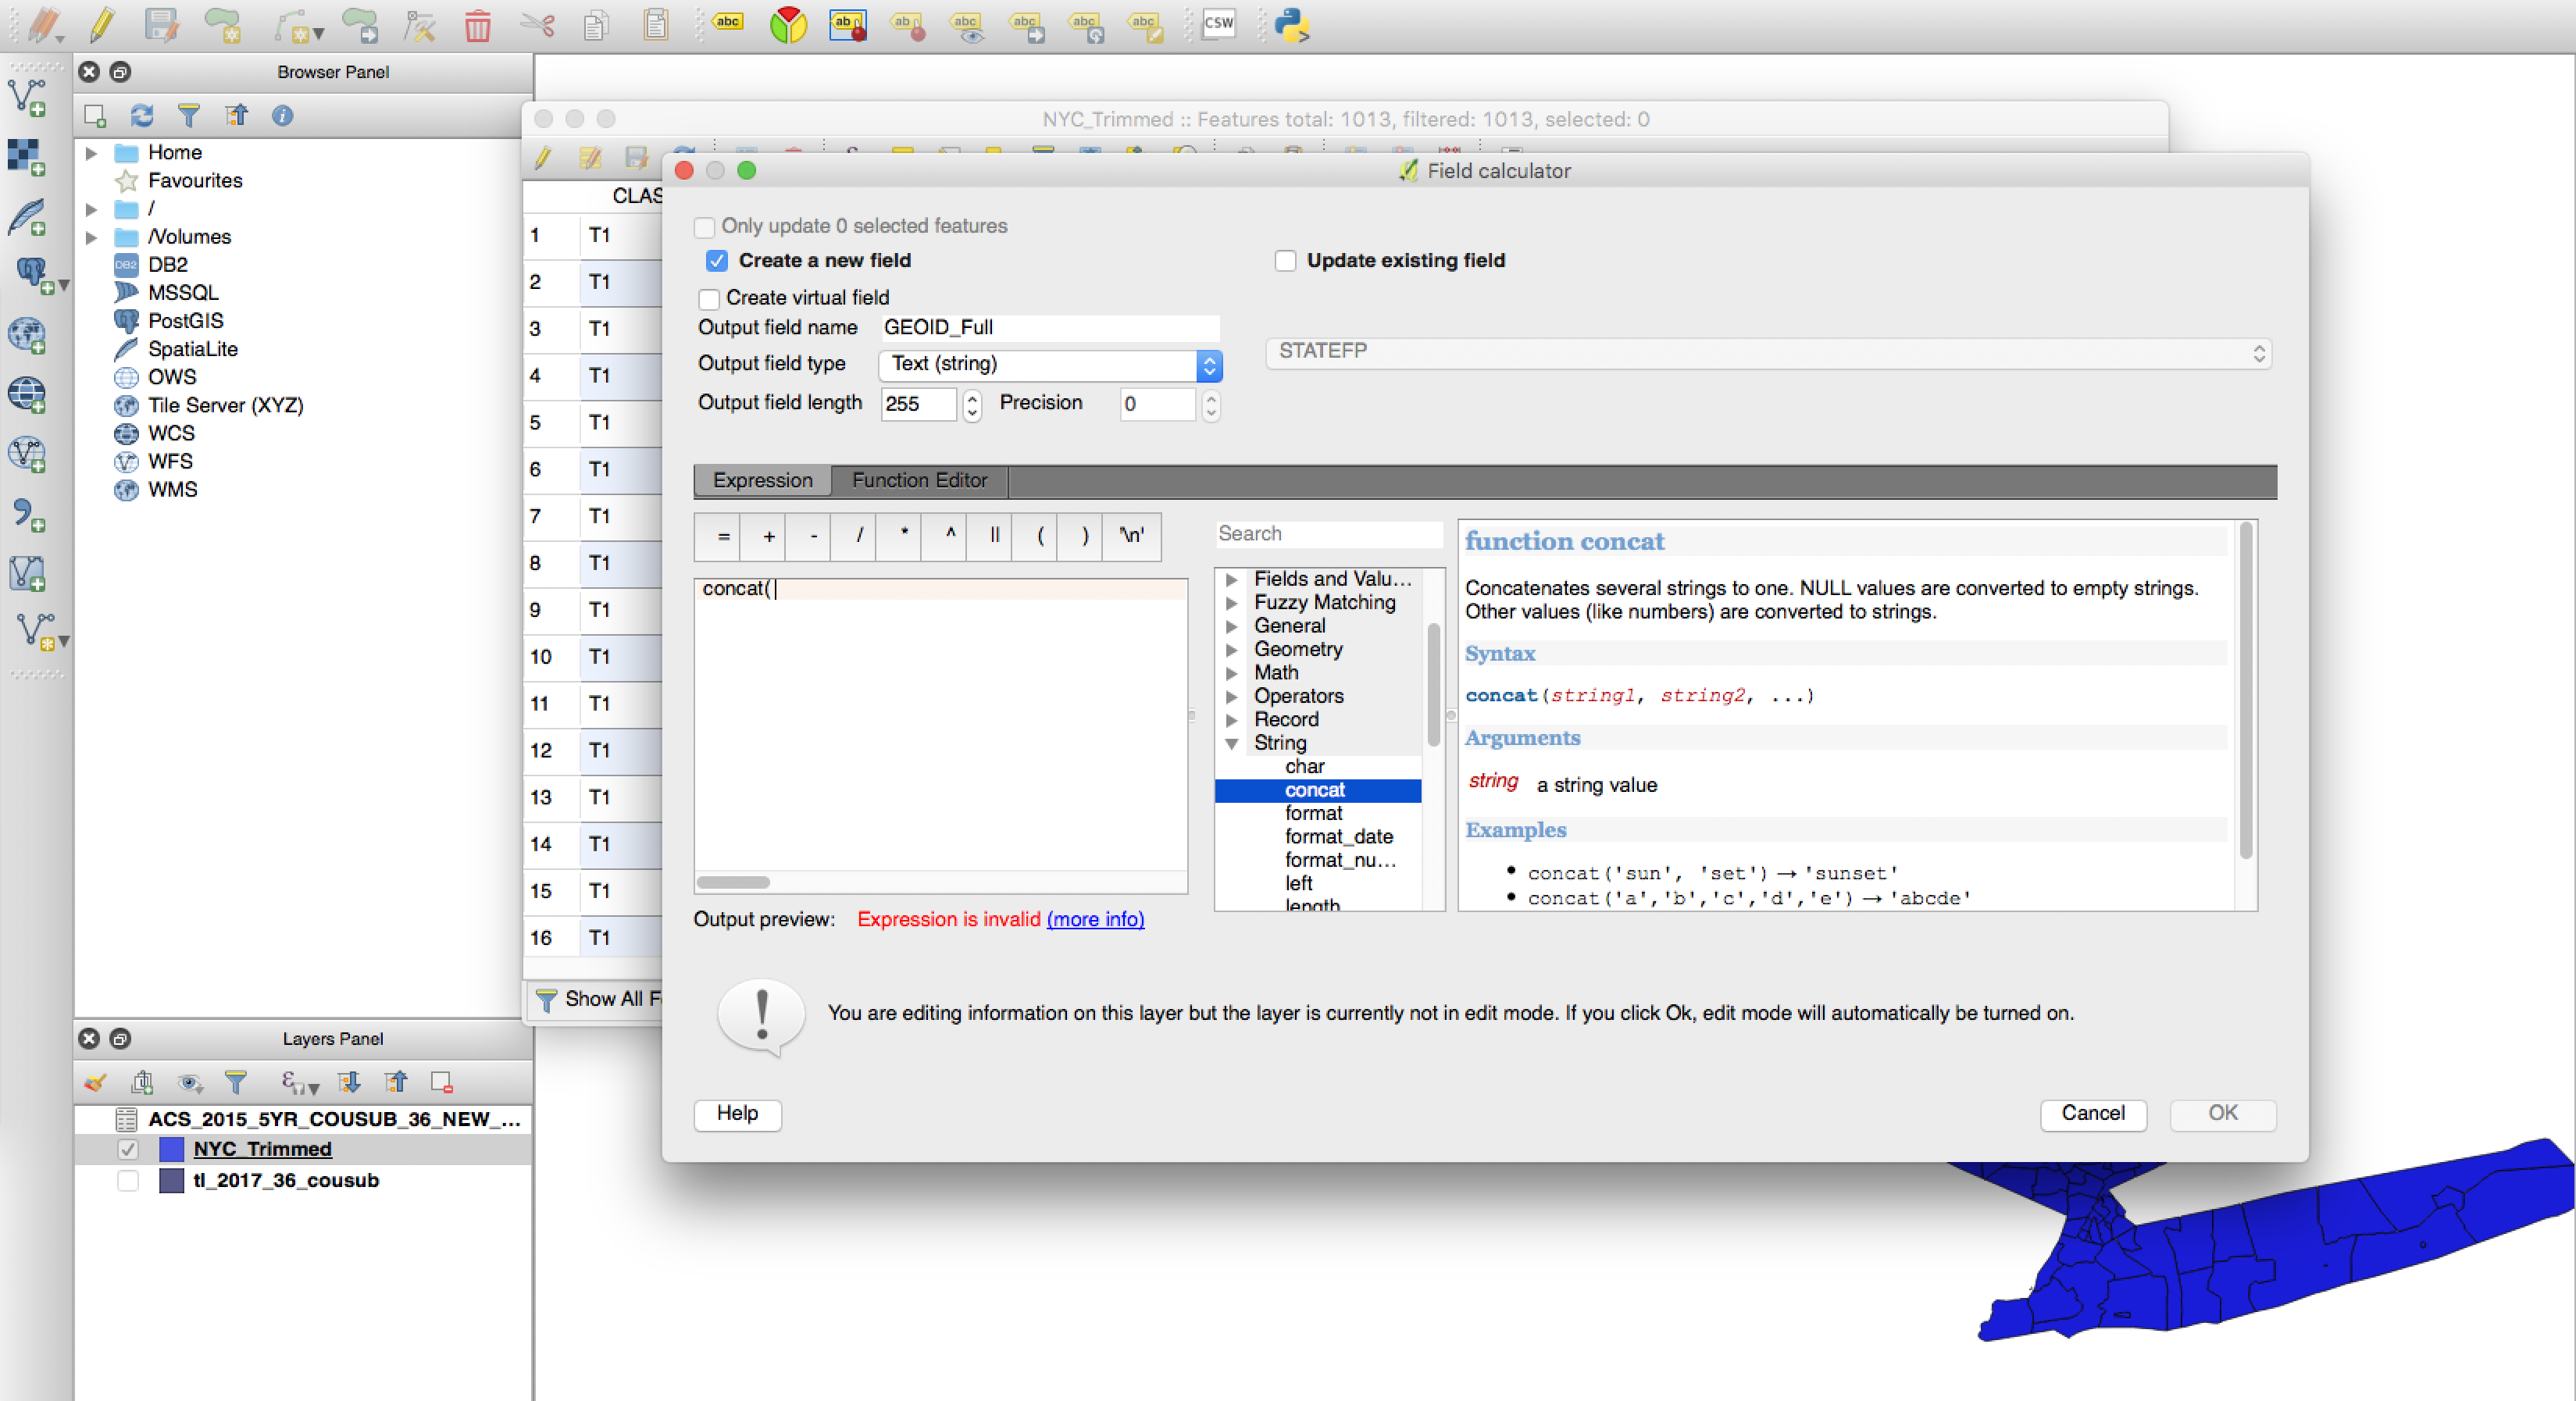 abc
ab
ab
abc
abc
abc
abc
CSW
Browser Panel
Home
Favourites
/
/Volumes
DB2
DB2
MSSQL
PostGIS
SpatiaLite
OWS
Tile Server (XYZ)
WCS
WFS
WMS
NYC_Trimmed :: Features total: 1013, filtered: 1013, selected: 0
CLAS
1 T1
2 T1
3 T1
4 T1
5 T1
6 T1
7 T1
8 T1
9 T1
10 T1
11 T1
12 T1
13 T1
14 T1
15 T1
16 T1
Show All F
Field calculator
Only update 0 selected features
Create a new field
Update existing field
Create virtual field
Output field name GEOID_Full
Output field type Text (string)
STATEFP
Output field length 255 Precision 0
Expression Function Editor
= + - / * ^ || ( ) '\n'
concat(
Output preview: Expression is invalid (more info)
Search
Fields and Valu...
Fuzzy Matching
General
Geometry
Math
Operators
Record
String
char
concat
format
format_date
format_nu...
left
length
function concat
Concatenates several strings to one. NULL values are converted to empty strings.
Other values (like numbers) are converted to strings.
Syntax
concat(string1, string2, ...)
Arguments
string a string value
Examples
• concat('sun', 'set') → 'sunset'
• concat('a','b','c','d','e') → 'abcde'
You are editing information on this layer but the layer is currently not in edit mode. If you click Ok, edit mode will automatically be turned on.
Help
Cancel
OK
Layers Panel
ACS_2015_5YR_COUSUB_36_NEW_...
NYC_Trimmed
tl_2017_36_cousub